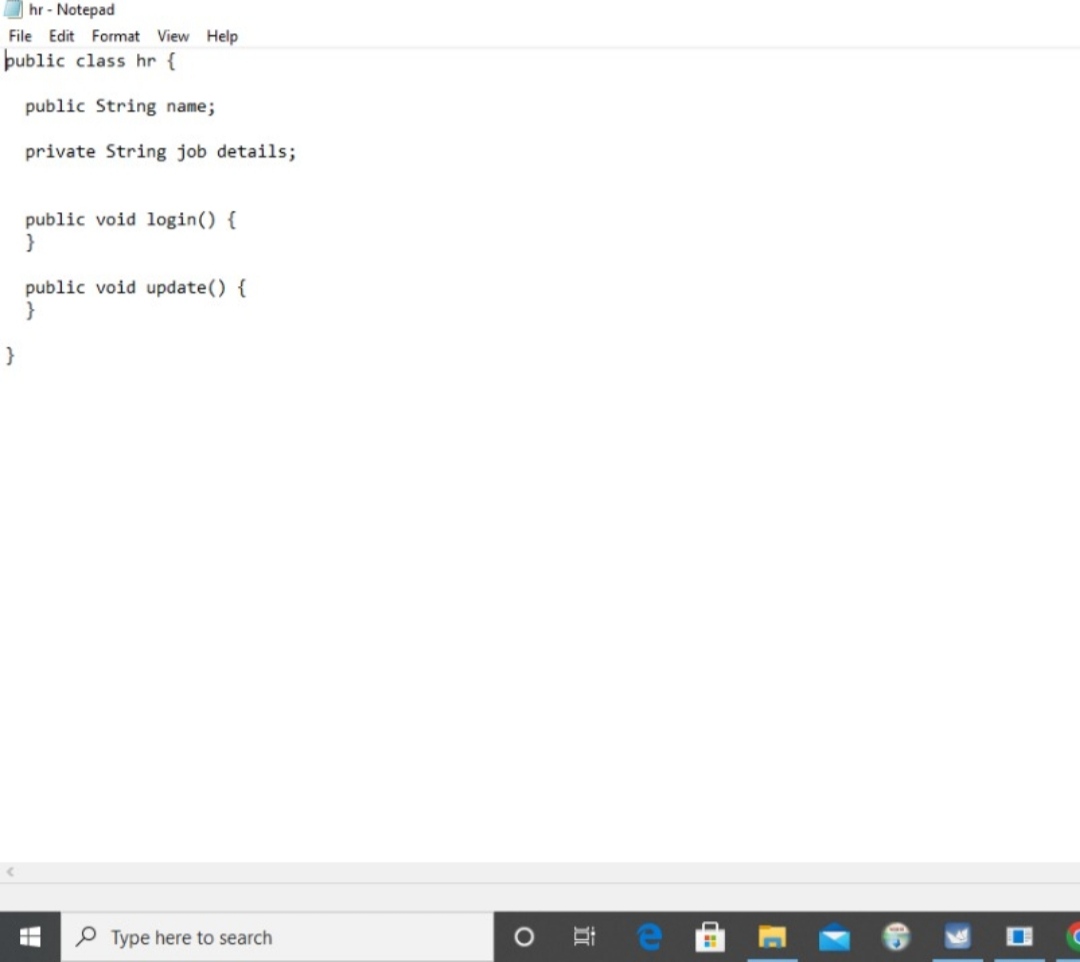 hr - Notepad
File Edit Format View Help
public class hr {
public String name;
private String job details;
public void login() {
}
public void update() {
}
}
Type here to search